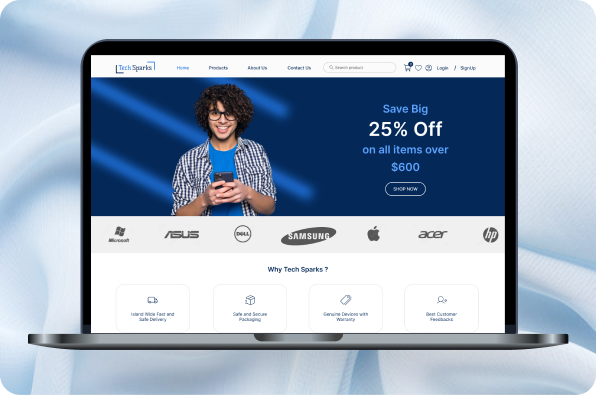 Tech Sparks
Home Products About Us Contact Us Search product 0 Login / SignUp
Save Big
25% Off
on all items over
$600
SHOP NOW
Microsoft ASUS DELL SAMSUNG acer hp
Why Tech Sparks ?
Island Wide Fast and
Safe Delivery
Safe and Secure
Packaging
Genuine Devices with
Warranty
Best Customer
Feedbacks